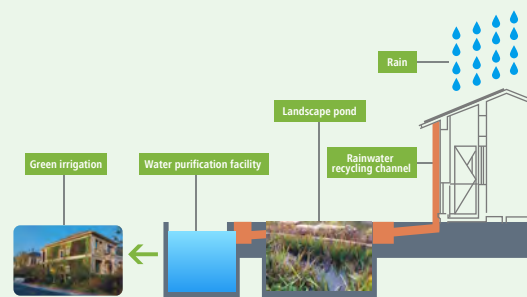 Rain
Landscape pond
Rainwater
recycling channel
Green irrigation
Water purification facility